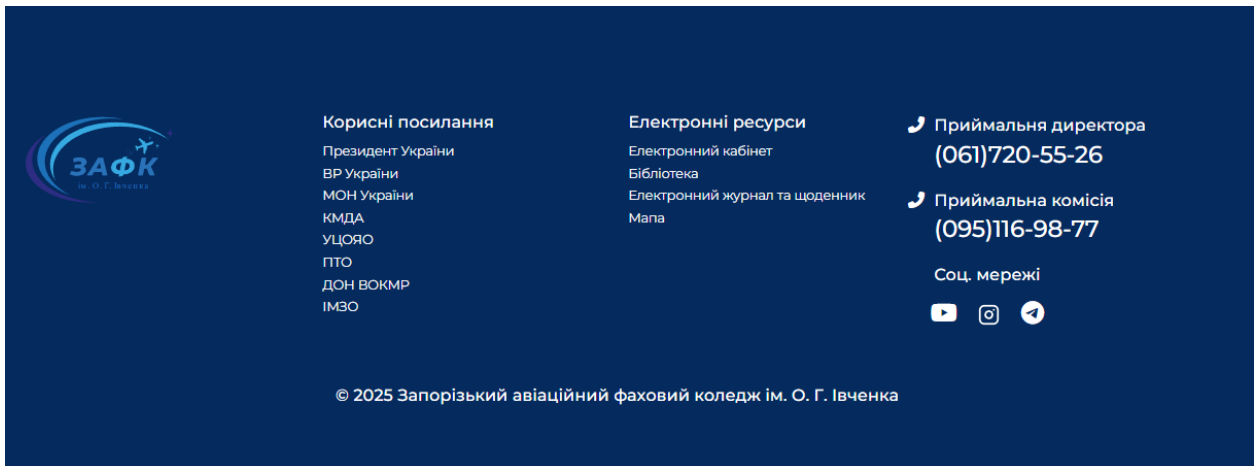 ЗАФК
ім. О. Г. Івченка
Корисні посилання
Президент України
ВР України
МОН України
КМДА
УЦОЯО
ПТО
ДОН ВОКМР
ІМЗО
Електронні ресурси
Електронний кабінет
Бібліотека
Електронний журнал та щоденник
Мапа
Приймальня директора
(061)720-55-26
Приймальна комісія
(095)116-98-77
Соц. мережі
© 2025 Запорізький авіаційний фаховий коледж ім. О. Г. Івченка